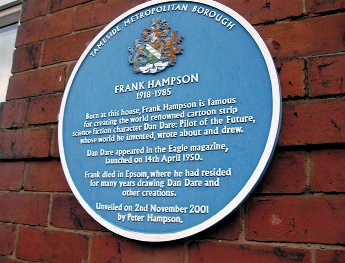 TAMESIDE METROPOLITAN BOROUGH
FRANK HAMPSON
1918-1985
Born at this house, Frank Hampson is famous
for creating the world renowned cartoon strip
science fiction character Dan Dare: Pilot of the Future,
whose world he invented, wrote about and drew.
Dan Dare appeared in the Eagle magazine,
launched on 14th April 1950.
Frank died in Epsom, where he had resided
for many years drawing Dan Dare and
other creations.
Unveiled on 2nd November 2001
by Peter Hampson.